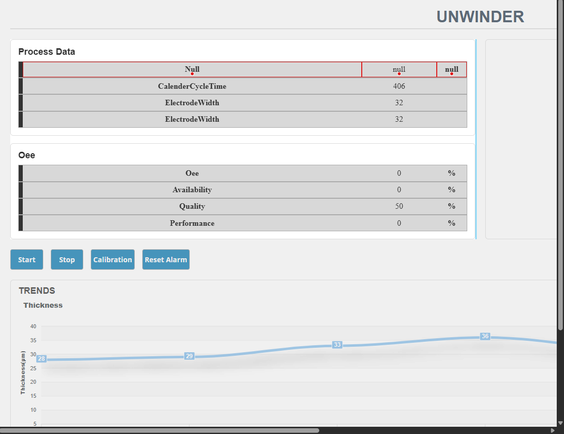 UNWINDER
Process Data
Null null null
CalenderCycleTime 406
ElectrodeWidth 32
ElectrodeWidth 32
Oee
Oee 0 %
Availability 0 %
Quality 50 %
Performance 0 %
Start Stop Calibration Reset Alarm
TRENDS
Thickness
Thickness(µm)
40
35
30
25
20
15
10
5
28 29 33 36